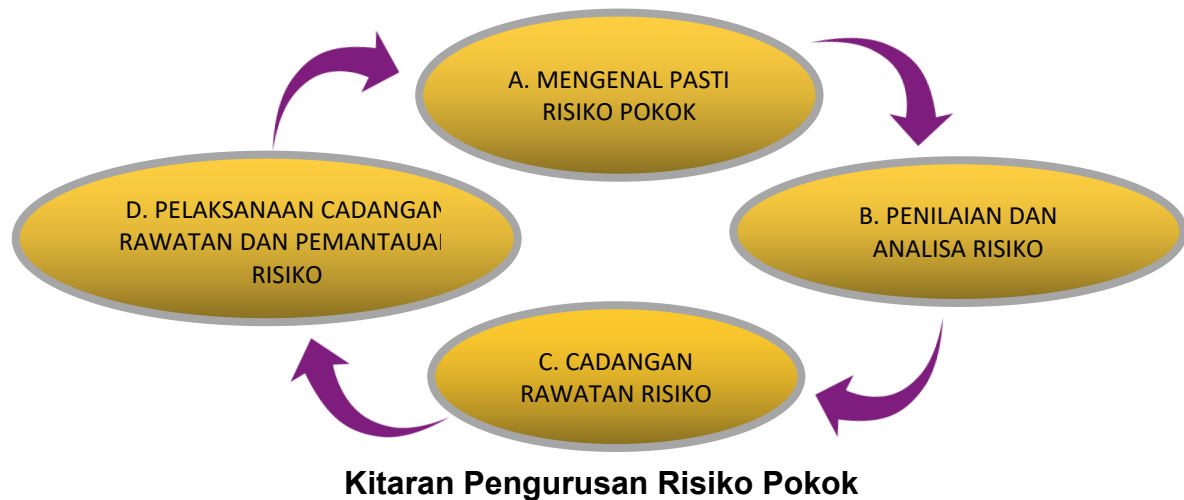 A. MENGENAL PASTI
RISIKO POKOK
B. PENILAIAN DAN
ANALISA RISIKO
C. CADANGAN
RAWATAN RISIKO
D. PELAKSANAAN CADANGAN
RAWATAN DAN PEMANTAUAN
RISIKO
Kitaran Pengurusan Risiko Pokok